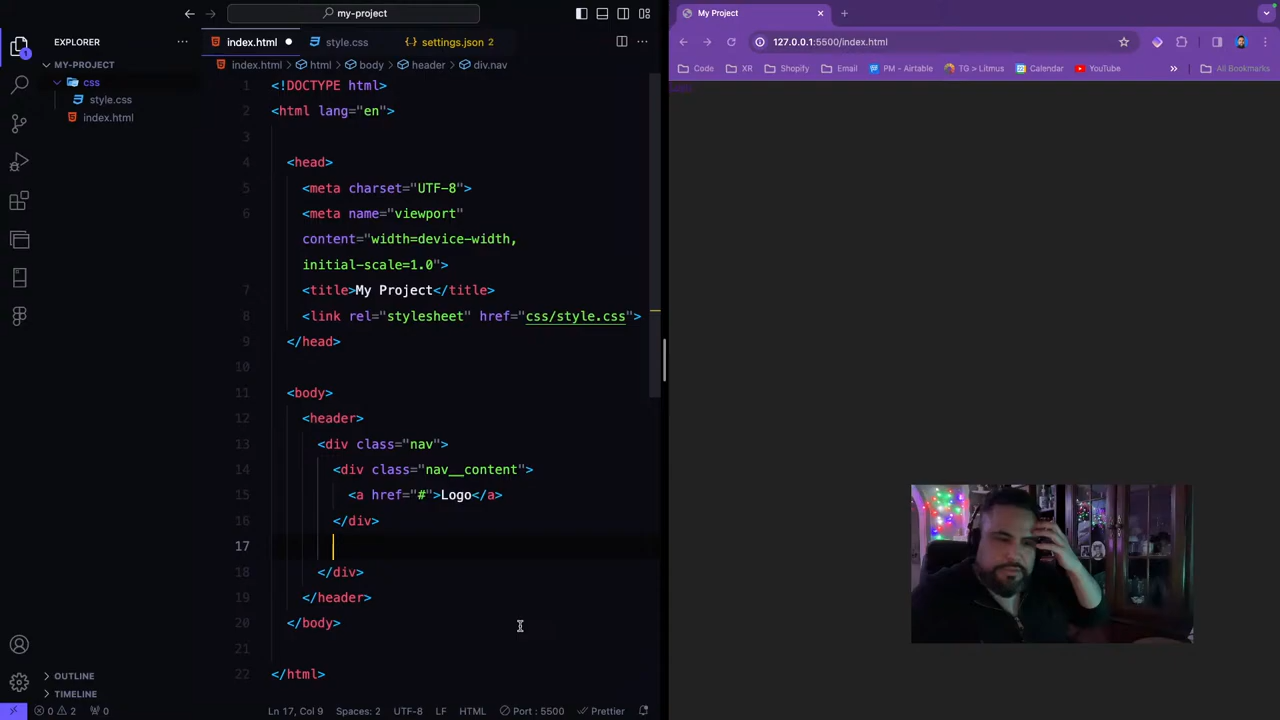 my-project
EXPLORER
MY-PROJECT
css
style.css
index.html
OUTLINE
TIMELINE
index.html
style.css
settings.json 2
index.html html body header div.nav
1 <!DOCTYPE html>
2 <html lang="en">
3
4 <head>
5 <meta charset="UTF-8">
6 <meta name="viewport"
content="width=device-width,
initial-scale=1.0">
7 <title>My Project</title>
8 <link rel="stylesheet" href="css/style.css">
9 </head>
10
11 <body>
12 <header>
13 <div class="nav">
14 <div class="nav__content">
15 <a href="#">Logo</a>
16 </div>
17
18 </div>
19 </header>
20 </body>
21
22 </html>
0 2 0 Ln 17, Col 9 Spaces: 2 UTF-8 LF HTML Port : 5500 Prettier
1
My Project
127.0.0.1:5500/index.html
Code XR Shopify Email PM - Airtable TG > Litmus Calendar YouTube » All Bookmarks
Logo